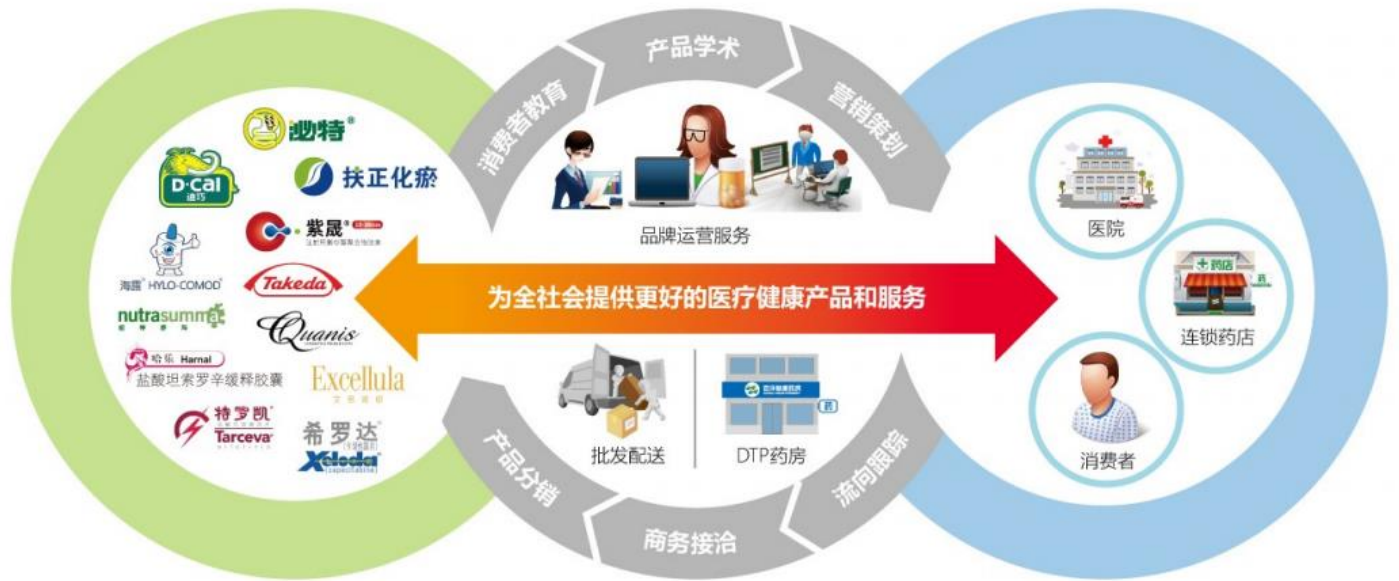 消费者教育
产品学术
营销策划
泌特®
D·Cal
迪巧
扶正化瘀
紫晟®
海露® HYLO-COMOD®
Takeda
nutrasumma
Quanis
哈乐 Harnal
盐酸坦索罗辛缓释胶囊
Excellula
特罗凯®
Tarceva
希罗达®
Xeloda
品牌运营服务
为全社会提供更好的医疗健康产品和服务
批发配送
DTP药房
药
产品分销
商务接洽
流向跟踪
医院
药店
药
连锁药店
消费者